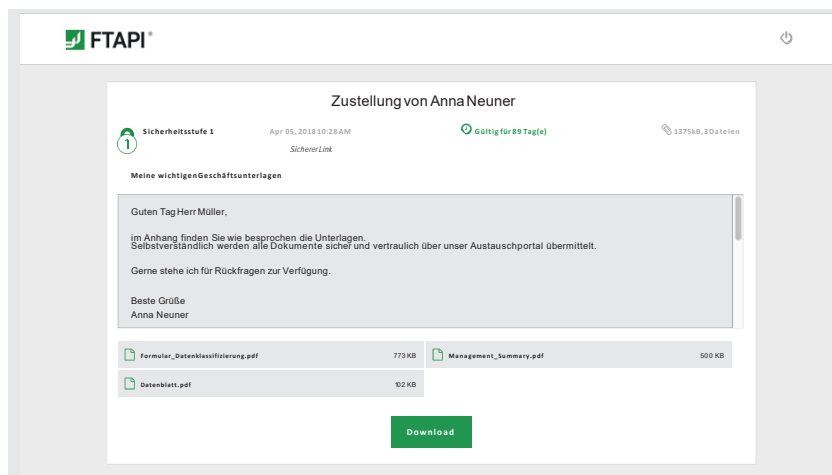 FTAPI®
Zustellung von Anna Neuner
1
Sicherheitsstufe 1
Apr 05, 2018 10:28 AM
Gültig für 89 Tag(e)
1375kB, 3 Dateien
Sicherer Link
Meine wichtigen Geschäftsunterlagen
Guten Tag Herr Müller,
im Anhang finden Sie wie besprochen die Unterlagen.
Selbstverständlich werden alle Dokumente sicher und vertraulich über unser Austauschportal übermittelt.
Gerne stehe ich für Rückfragen zur Verfügung.
Beste Grüße
Anna Neuner
Formular_Datenklassifizierung.pdf 773 KB
Management_Summary.pdf 500 KB
Datenblatt.pdf 102 KB
Download